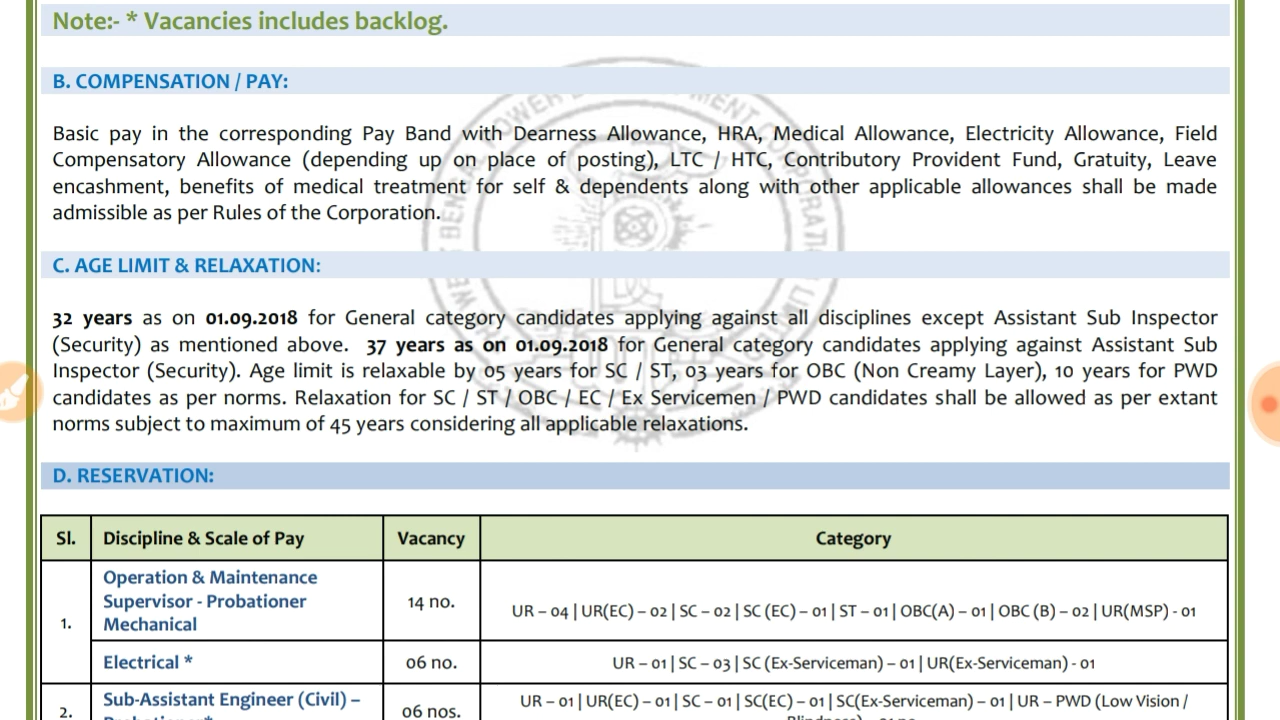 Note:- * Vacancies includes backlog.
B. COMPENSATION / PAY:
Basic pay in the corresponding Pay Band with Dearness Allowance, HRA, Medical Allowance, Electricity Allowance, Field
Compensatory Allowance (depending up on place of posting), LTC / HTC, Contributory Provident Fund, Gratuity, Leave
encashment, benefits of medical treatment for self & dependents along with other applicable allowances shall be made
admissible as per Rules of the Corporation.
C. AGE LIMIT & RELAXATION:
32 years as on 01.09.2018 for General category candidates applying against all disciplines except Assistant Sub Inspector
(Security) as mentioned above. 37 years as on 01.09.2018 for General category candidates applying against Assistant Sub
Inspector (Security). Age limit is relaxable by 05 years for SC / ST, 03 years for OBC (Non Creamy Layer), 10 years for PWD
candidates as per norms. Relaxation for SC / ST / OBC / EC / Ex Servicemen / PWD candidates shall be allowed as per extant
norms subject to maximum of 45 years considering all applicable relaxations.
D. RESERVATION:
Sl. Discipline & Scale of Pay Vacancy Category
1.
Operation & Maintenance
Supervisor - Probationer
Mechanical
14 no.
UR – 04 | UR(EC) – 02 | SC – 02 | SC (EC) – 01 | ST – 01 | OBC(A) – 01 | OBC (B) – 02 | UR(MSP) - 01
Electrical * 06 no. UR – 01 | SC – 03 | SC (Ex-Serviceman) – 01 | UR(Ex-Serviceman) - 01
2.
Sub-Assistant Engineer (Civil) –
06 nos.
UR – 01 | UR(EC) – 01 | SC – 01 | SC(EC) – 01 | SC(Ex-Serviceman) – 01 | UR – PWD (Low Vision /